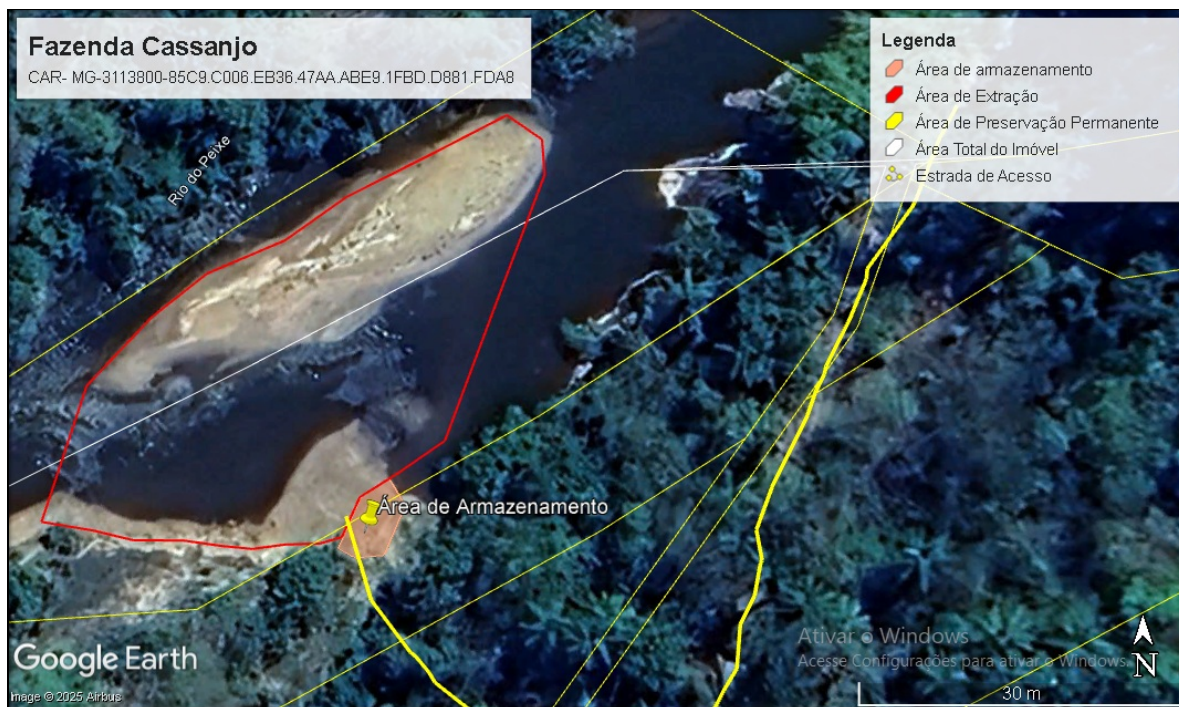 Fazenda Cassanjo
CAR- MG-3113800-85C9.C006.EB36.47AA.ABE9.1FBD.D881.FDA8
Legenda
Área de armazenamento
Área de Extração
Área de Preservação Permanente
Área Total do Imóvel
Estrada de Acesso
Rio do Peixe
Área de Armazenamento
Ativar o Windows
Acesse Configurações para ativar o Windows.
N
Google Earth
Image © 2025 Airbus
30 m